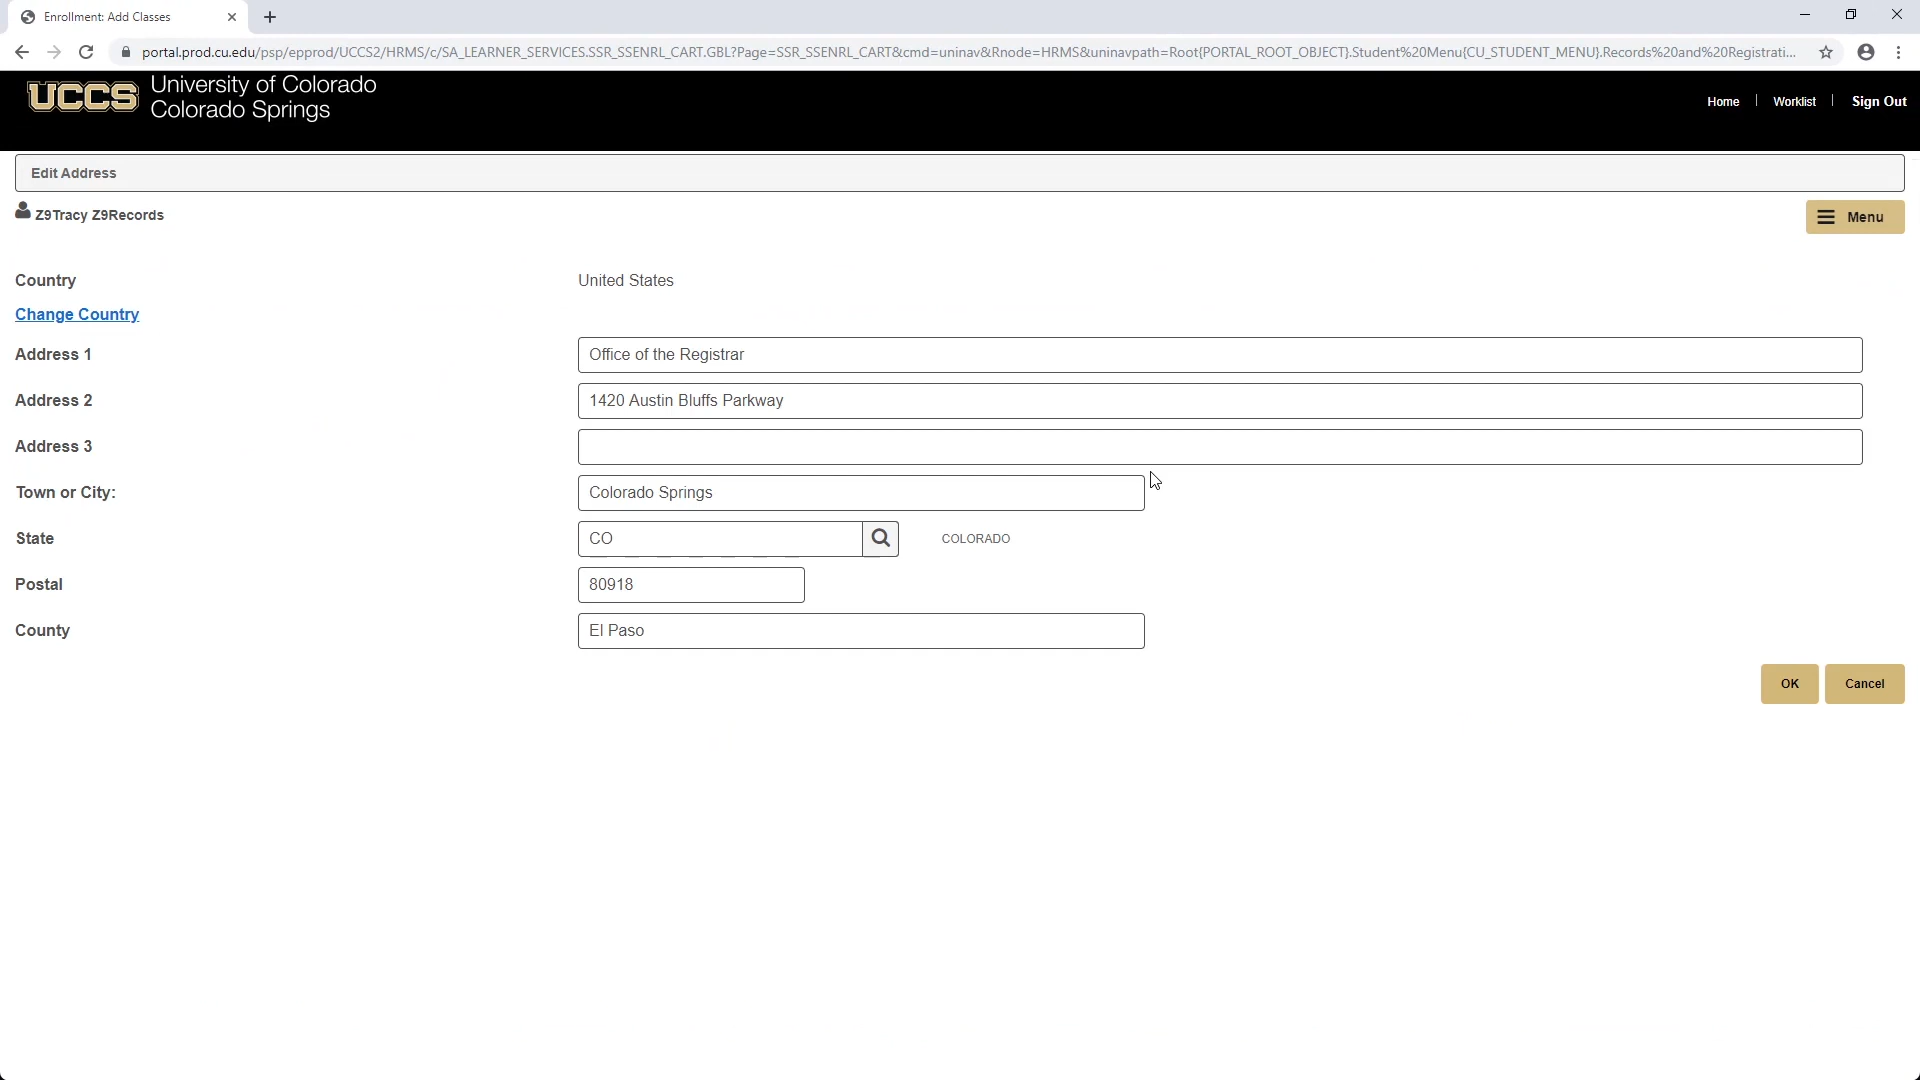 Enrollment: Add Classes
portal.prod.cu.edu/psp/epprod/UCCS2/HRMS/c/SA_LEARNER_SERVICES.SSR_SSENRL_CART.GBL?Page=SSR_SSENRL_CART&cmd=uninav&Rnode=HRMS&uninavpath=Root{PORTAL_ROOT_OBJECT}.Student%20Menu{CU_STUDENT_MENU}.Records%20and%20Registrati...
UCCS
University of Colorado
Colorado Springs
Home
Worklist
Sign Out
Edit Address
Z9Tracy Z9Records
Menu
Country United States
Change Country
Address 1 Office of the Registrar
Address 2 1420 Austin Bluffs Parkway
Address 3
Town or City: Colorado Springs
State CO COLORADO
Postal 80918
County El Paso
OK Cancel